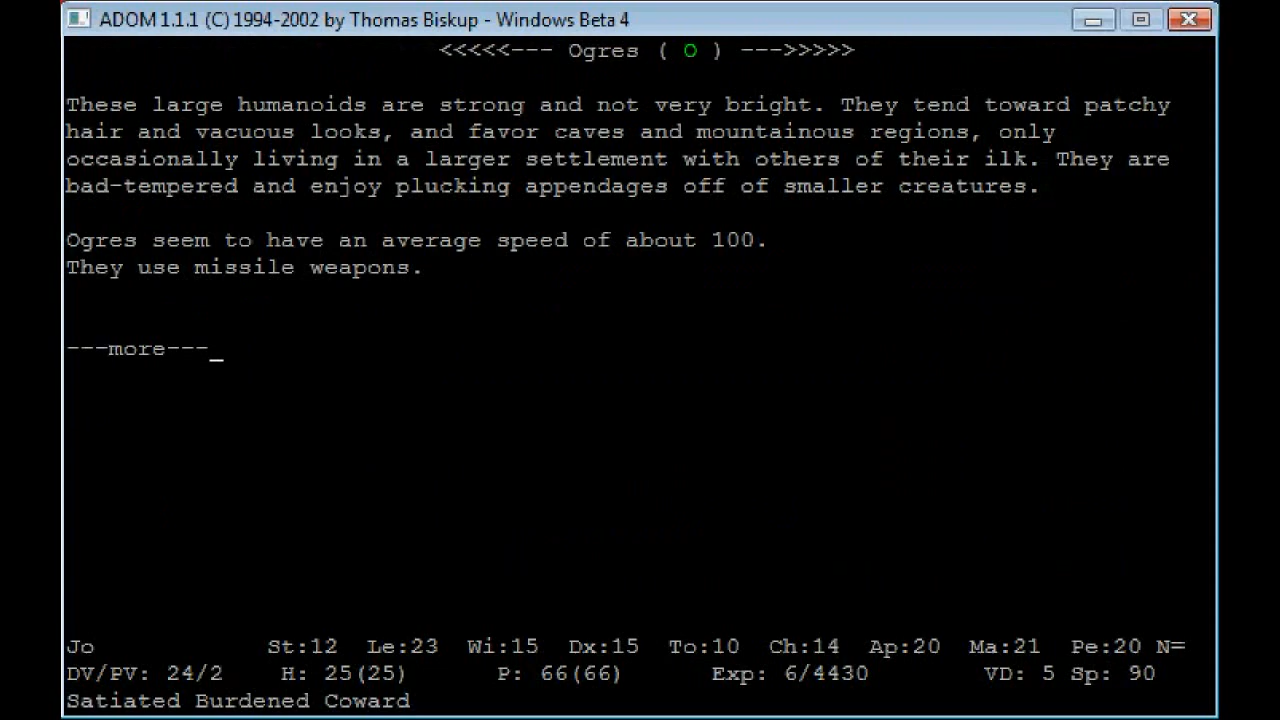 ADOM 1.1.1 (C) 1994-2002 by Thomas Biskup - Windows Beta 4
<<<<<--- Ogres ( O ) --->>>>>
These large humanoids are strong and not very bright. They tend toward patchy
hair and vacuous looks, and favor caves and mountainous regions, only
occasionally living in a larger settlement with others of their ilk. They are
bad-tempered and enjoy plucking appendages off of smaller creatures.
Ogres seem to have an average speed of about 100.
They use missile weapons.
---more---_
Jo St:12 Le:23 Wi:15 Dx:15 To:10 Ch:14 Ap:20 Ma:21 Pe:20 N=
DV/PV: 24/2 H: 25(25) P: 66(66) Exp: 6/4430 VD: 5 Sp: 90
Satiated Burdened Coward